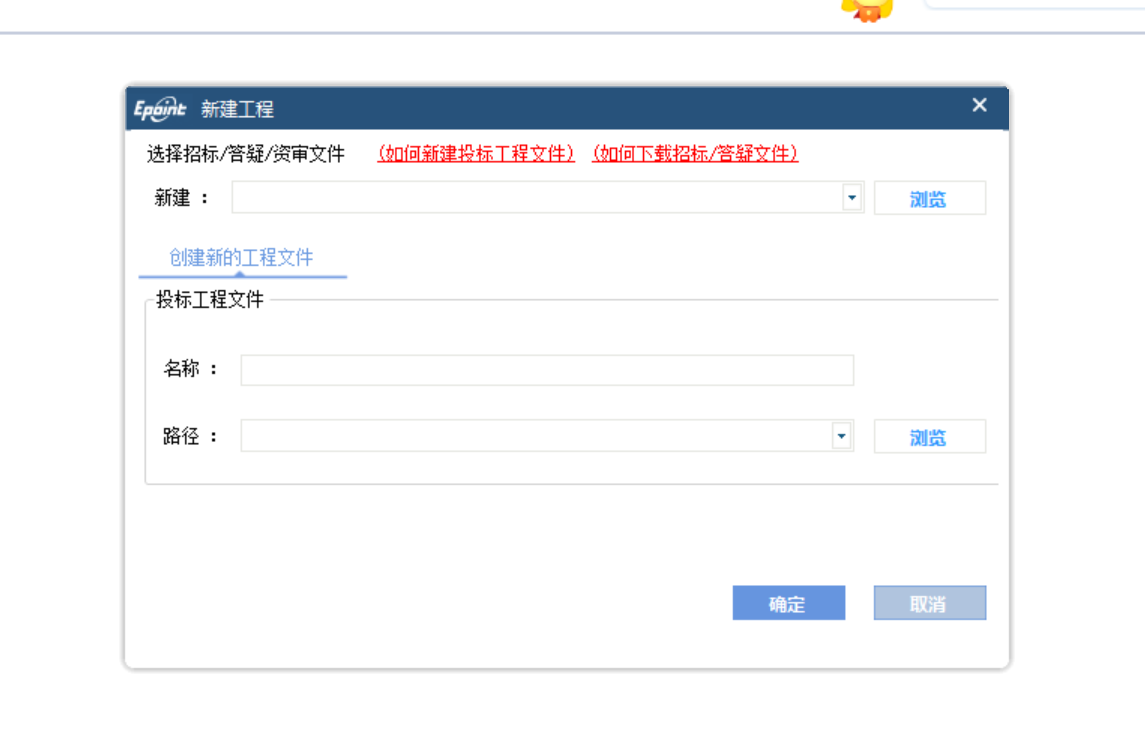 Epoint 新建工程
选择招标/答疑/资审文件 (如何新建投标工程文件) (如何下载招标/答疑文件)
新建 : 浏览
创建新的工程文件
投标工程文件
名称 :
路径 : 浏览
确定 取消